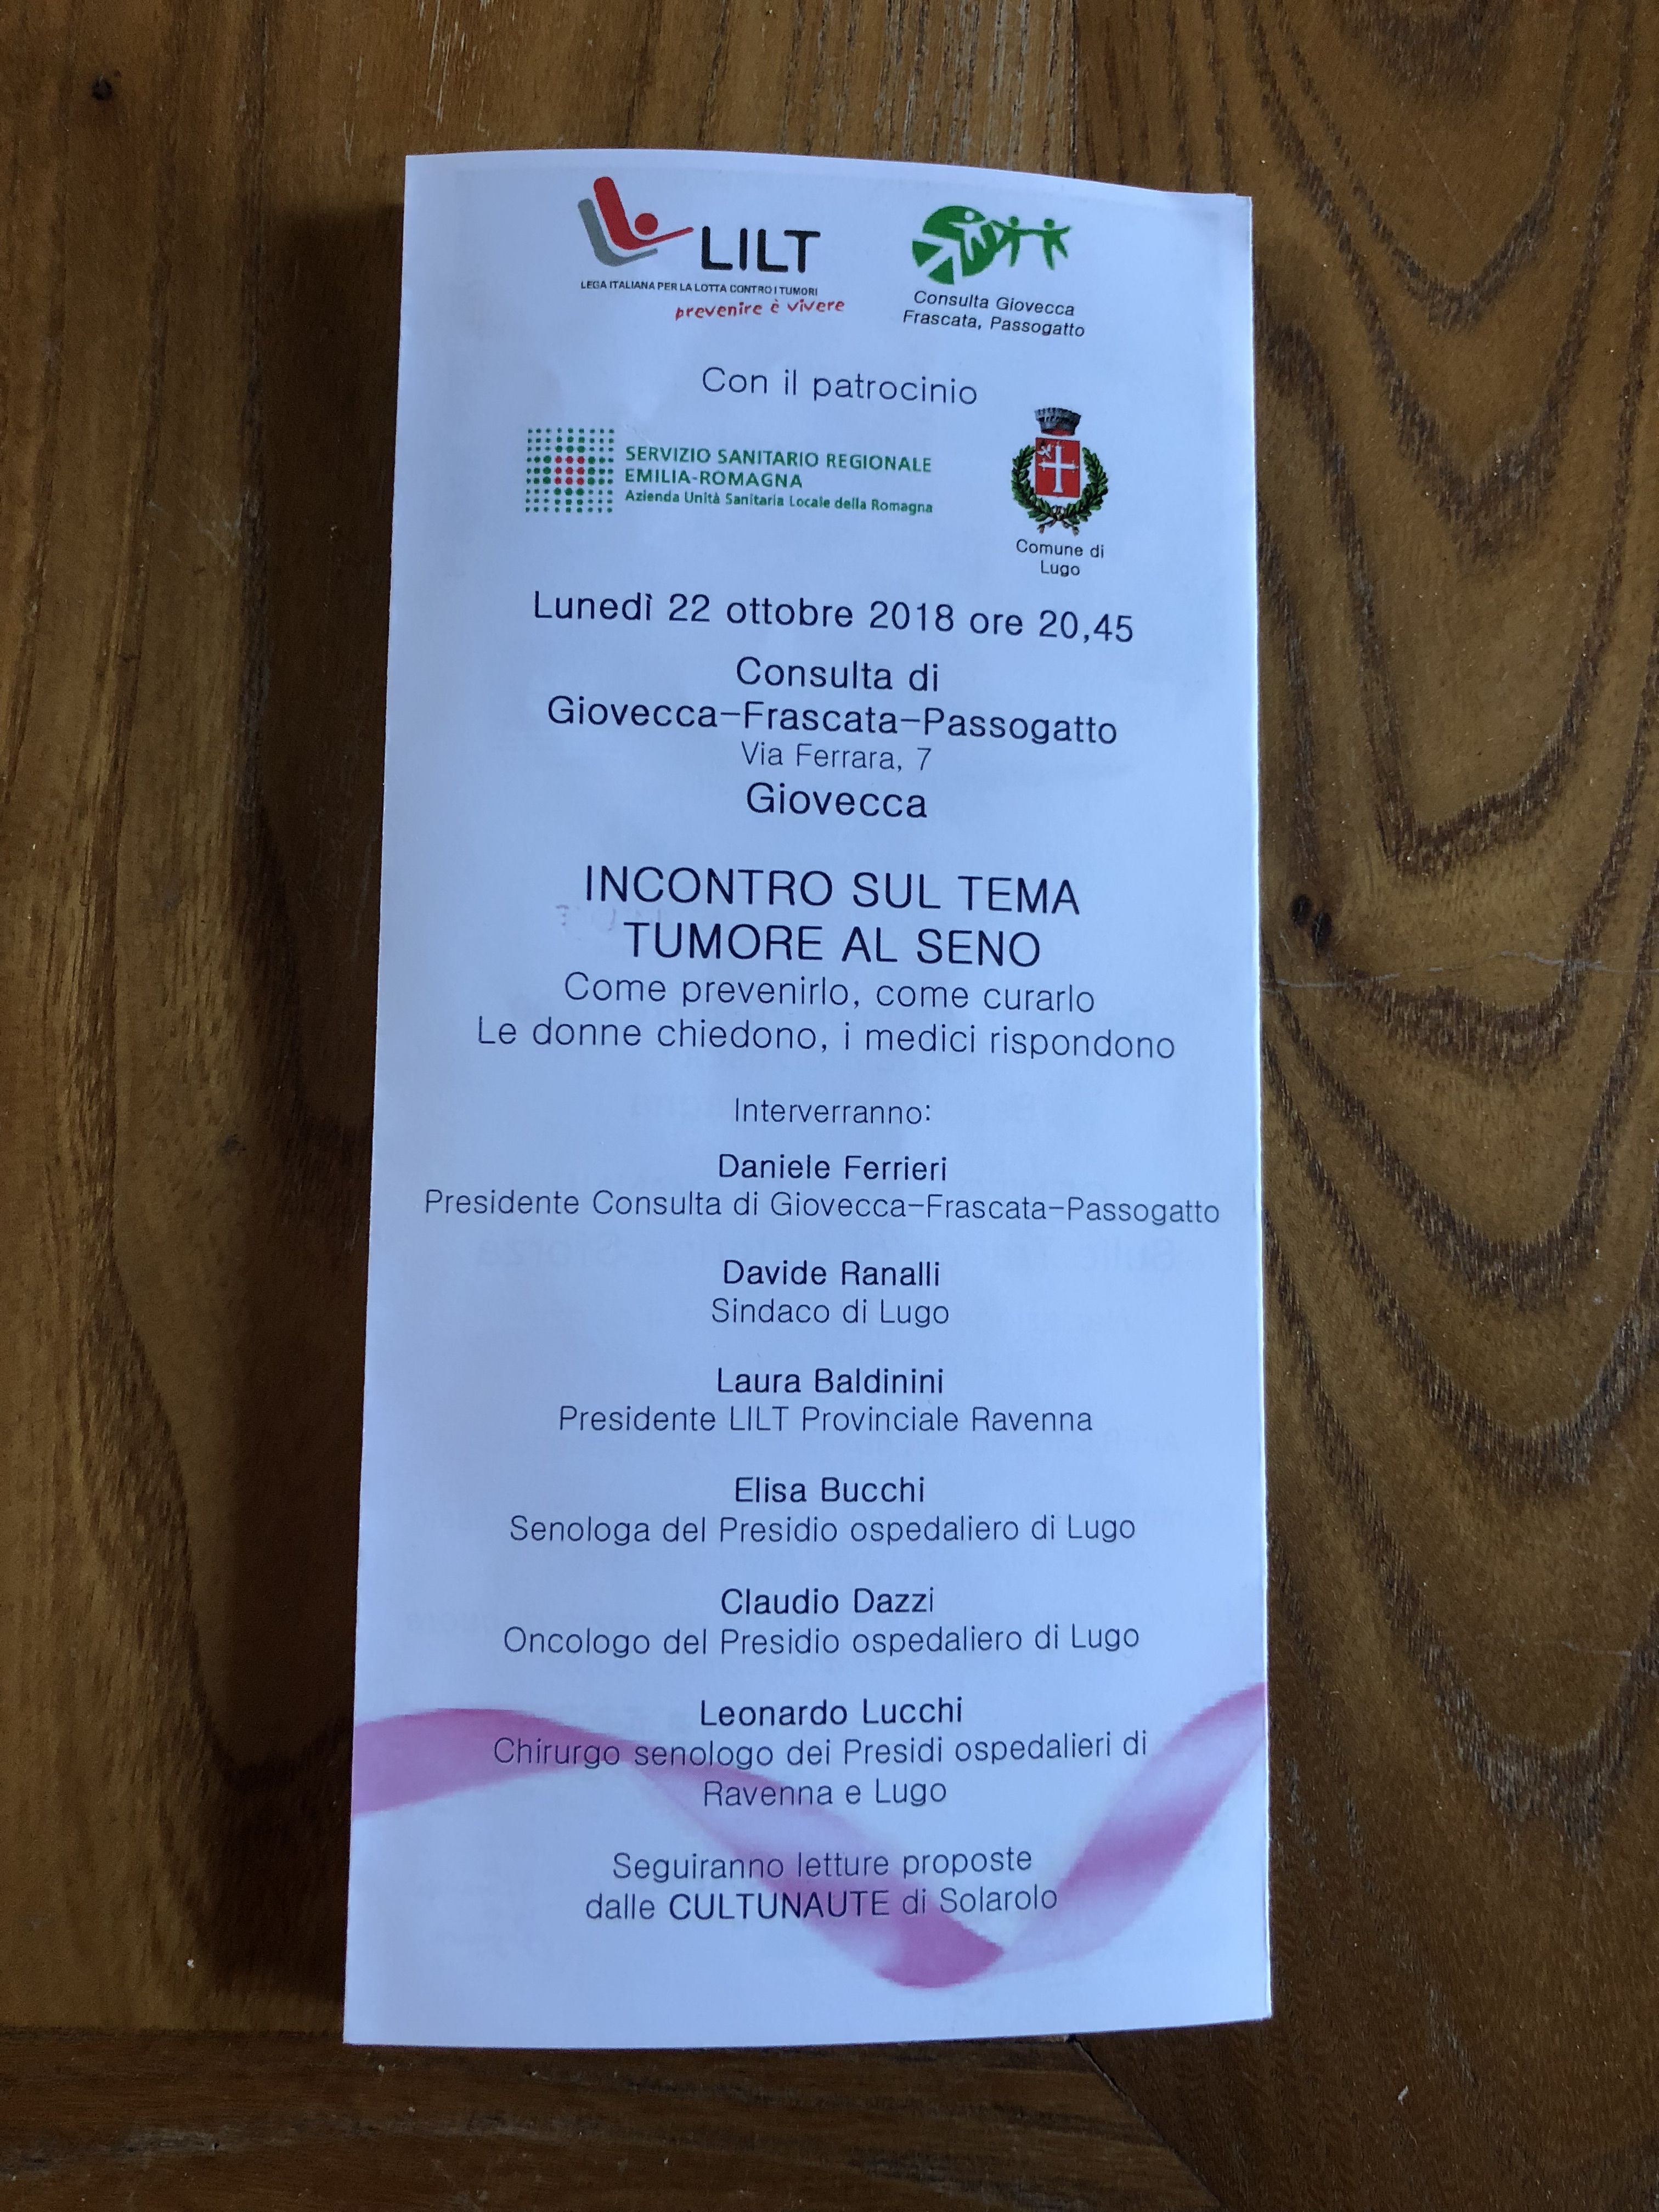 LILT
LEGA ITALIANA PER LA LOTTA CONTRO I TUMORI
prevenire è vivere
Consulta Giovecca
Frascata, Passogatto
Con il patrocinio
SERVIZIO SANITARIO REGIONALE
EMILIA-ROMAGNA
Azienda Unità Sanitaria Locale della Romagna
Comune di
Lugo
Lunedì 22 ottobre 2018 ore 20,45
Consulta di
Giovecca-Frascata-Passogatto
Via Ferrara, 7
Giovecca
INCONTRO SUL TEMA
TUMORE AL SENO
Come prevenirlo, come curarlo
Le donne chiedono, i medici rispondono
Interverranno:
Daniele Ferrieri
Presidente Consulta di Giovecca-Frascata-Passogatto
Davide Ranalli
Sindaco di Lugo
Laura Baldinini
Presidente LILT Provinciale Ravenna
Elisa Bucchi
Senologa del Presidio ospedaliero di Lugo
Claudio Dazzi
Oncologo del Presidio ospedaliero di Lugo
Leonardo Lucchi
Chirurgo senologo dei Presidi ospedalieri di
Ravenna e Lugo
Seguiranno letture proposte
dalle CULTUNAUTE di Solarolo